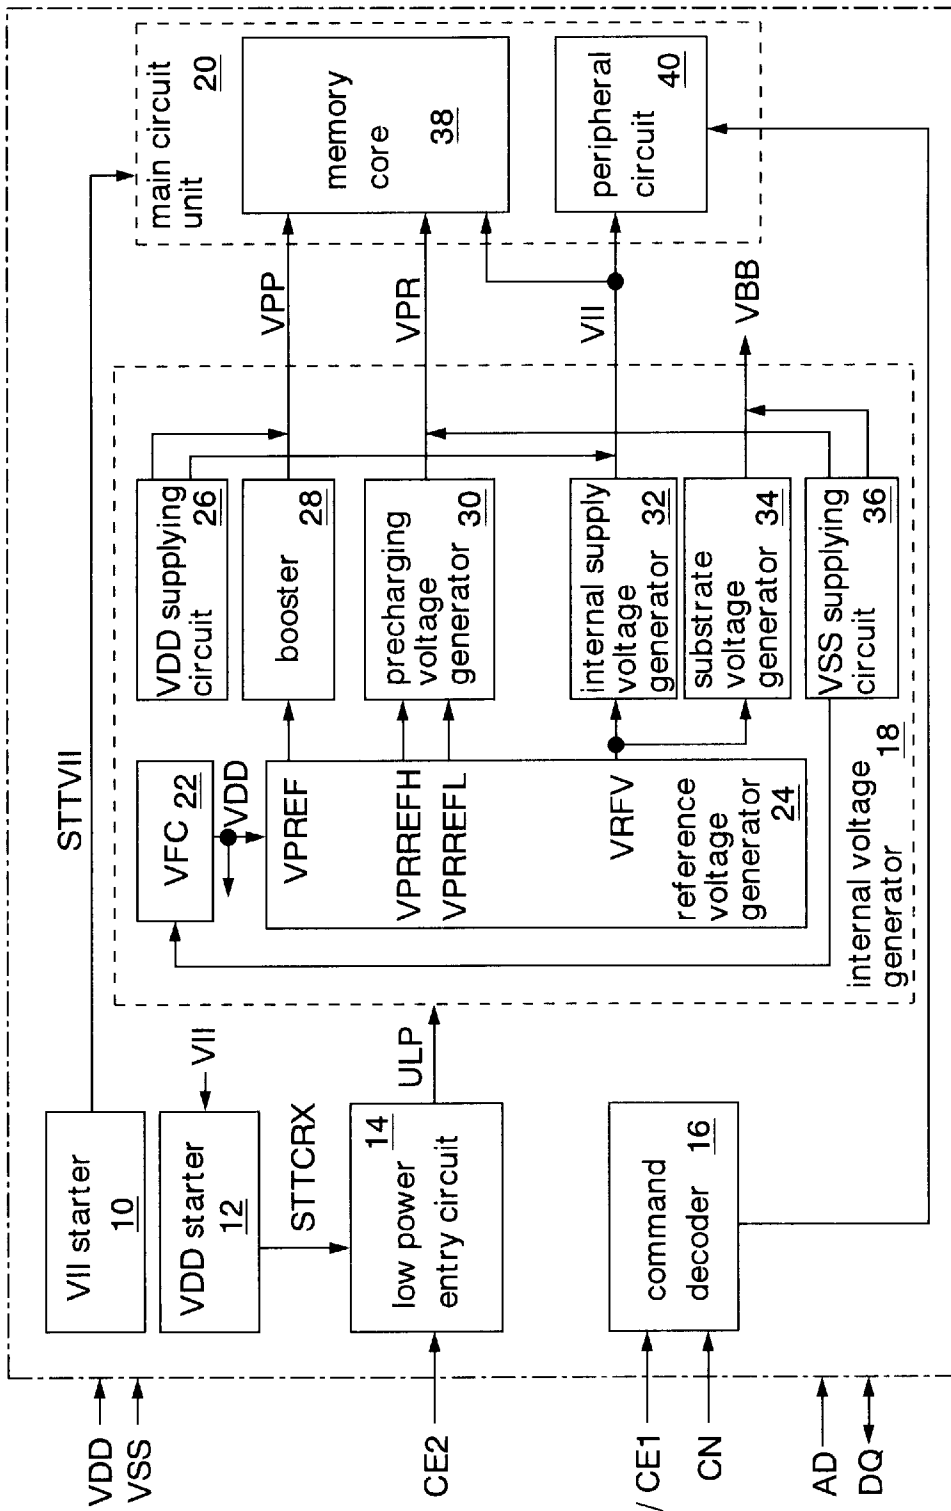 VDD
VSS
CE2
/ CE1
CN
AD
DQ
VII starter
10
VDD starter
12
VII
STTCRX
low power
entry circuit
14
ULP
command
decoder
16
STTVII
VFC 22
VDD
VPREF
VPRREFH
VPRREFL
VRFV
reference
voltage
generator
24
internal voltage
generator
18
VDD supplying
circuit
26
booster
28
precharging
voltage
generator
30
internal supply
voltage
generator
32
substrate
voltage
generator
34
VSS supplying
circuit
36
VPP
VPR
VII
VBB
main circuit
unit
20
memory
core
38
peripheral
circuit
40